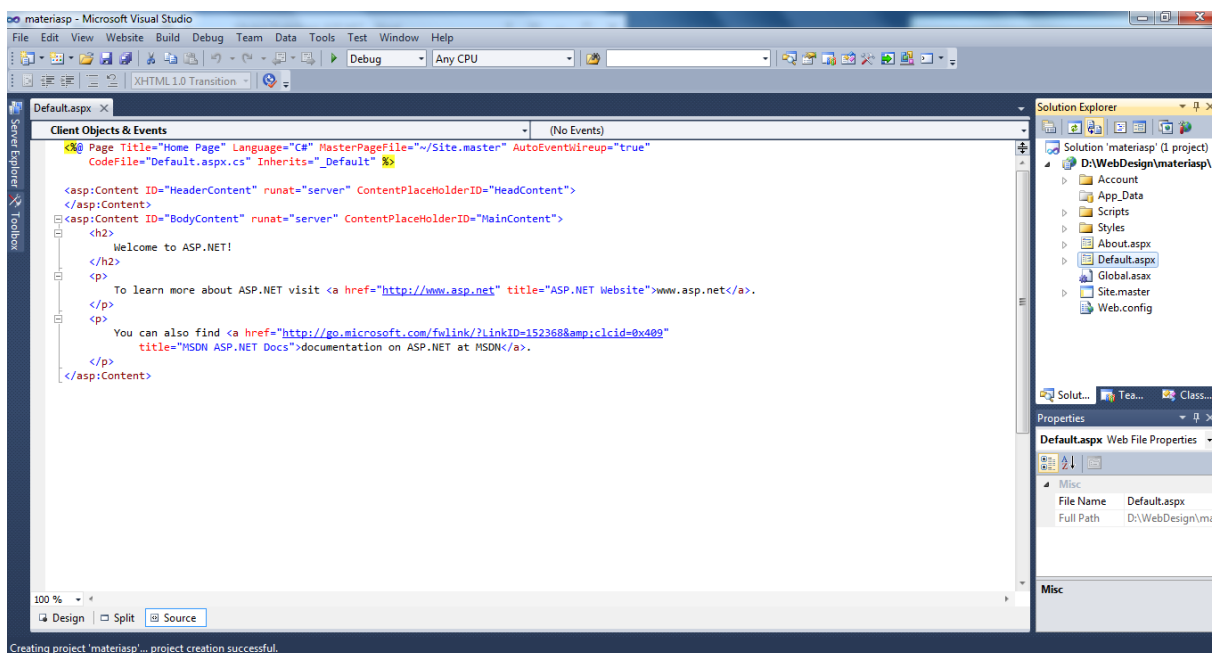 materiasp - Microsoft Visual Studio
File Edit View Website Build Debug Team Data Tools Test Window Help
Debug Any CPU
XHTML 1.0 Transition
Server Explorer
Toolbox
Default.aspx
Client Objects & Events (No Events)
<%@ Page Title="Home Page" Language="C#" MasterPageFile="~/Site.master" AutoEventWireup="true"
CodeFile="Default.aspx.cs" Inherits="_Default" %>
<asp:Content ID="HeaderContent" runat="server" ContentPlaceHolderID="HeadContent">
</asp:Content>
<asp:Content ID="BodyContent" runat="server" ContentPlaceHolderID="MainContent">
<h2>
Welcome to ASP.NET!
</h2>
<p>
To learn more about ASP.NET visit <a href="http://www.asp.net" title="ASP.NET Website">www.asp.net</a>.
</p>
<p>
You can also find <a href="http://go.microsoft.com/fwlink/?LinkID=152368&amp;clcid=0x409"
title="MSDN ASP.NET Docs">documentation on ASP.NET at MSDN</a>.
</p>
</asp:Content>
100 %
Design Split Source
Solution Explorer
Solution 'materiasp' (1 project)
D:\WebDesign\materiasp\
Account
App_Data
Scripts
Styles
About.aspx
Default.aspx
Global.asax
Site.master
Web.config
Solut... Tea... Class...
Properties
Default.aspx Web File Properties
Misc
File Name Default.aspx
Full Path D:\WebDesign\ma
Misc
Creating project 'materiasp'... project creation successful.